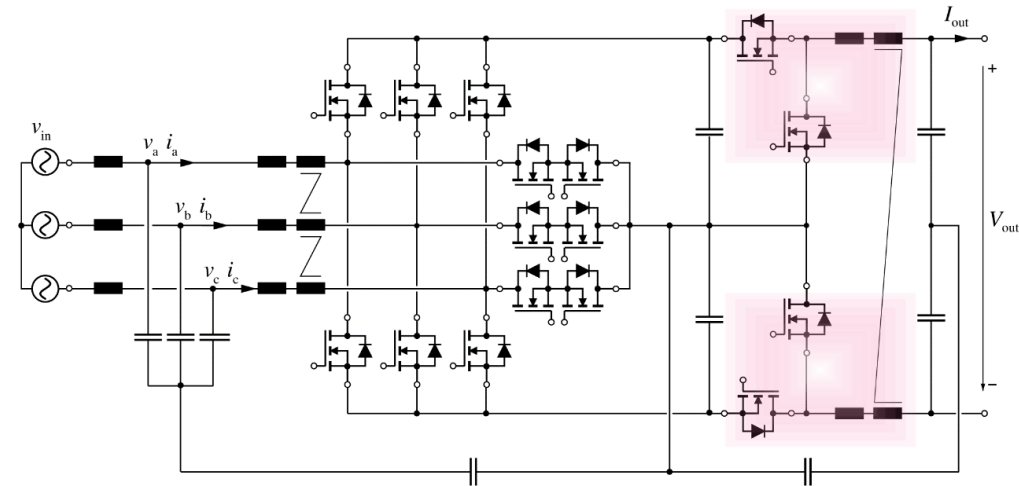 I_out
v_in
v_a i_a
+
v_b i_b
V_out
v_c i_c
−